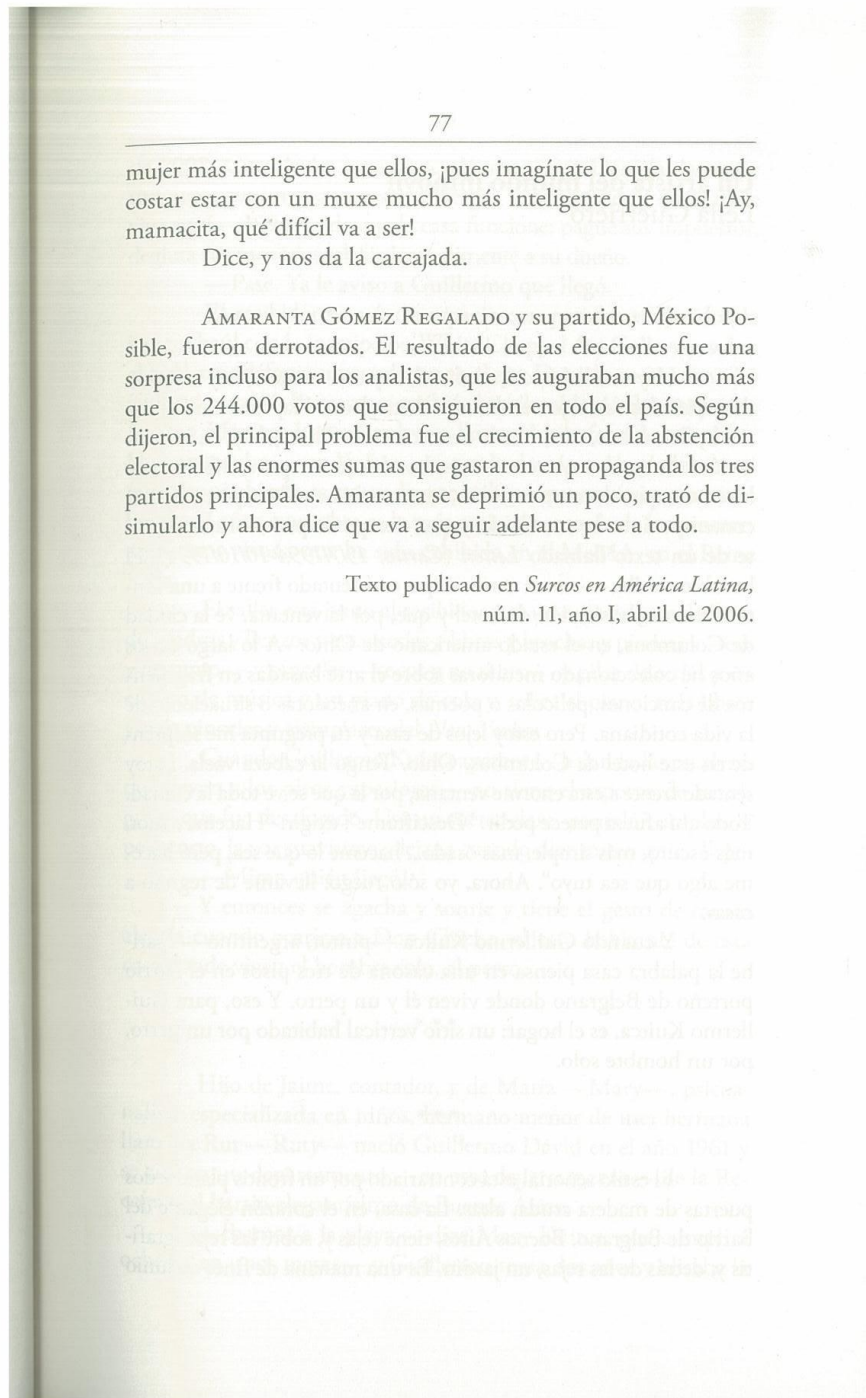 77
mujer más inteligente que ellos, ¡pues imagínate lo que les puede
costar estar con un muxe mucho más inteligente que ellos! ¡Ay,
mamacita, qué difícil va a ser!
Dice, y nos da la carcajada.
AMARANTA GÓMEZ REGALADO y su partido, México Po-
sible, fueron derrotados. El resultado de las elecciones fue una
sorpresa incluso para los analistas, que les auguraban mucho más
que los 244.000 votos que consiguieron en todo el país. Según
dijeron, el principal problema fue el crecimiento de la abstención
electoral y las enormes sumas que gastaron en propaganda los tres
partidos principales. Amaranta se deprimió un poco, trató de di-
simularlo y ahora dice que va a seguir adelante pese a todo.
Texto publicado en Surcos en América Latina,
núm. 11, año I, abril de 2006.